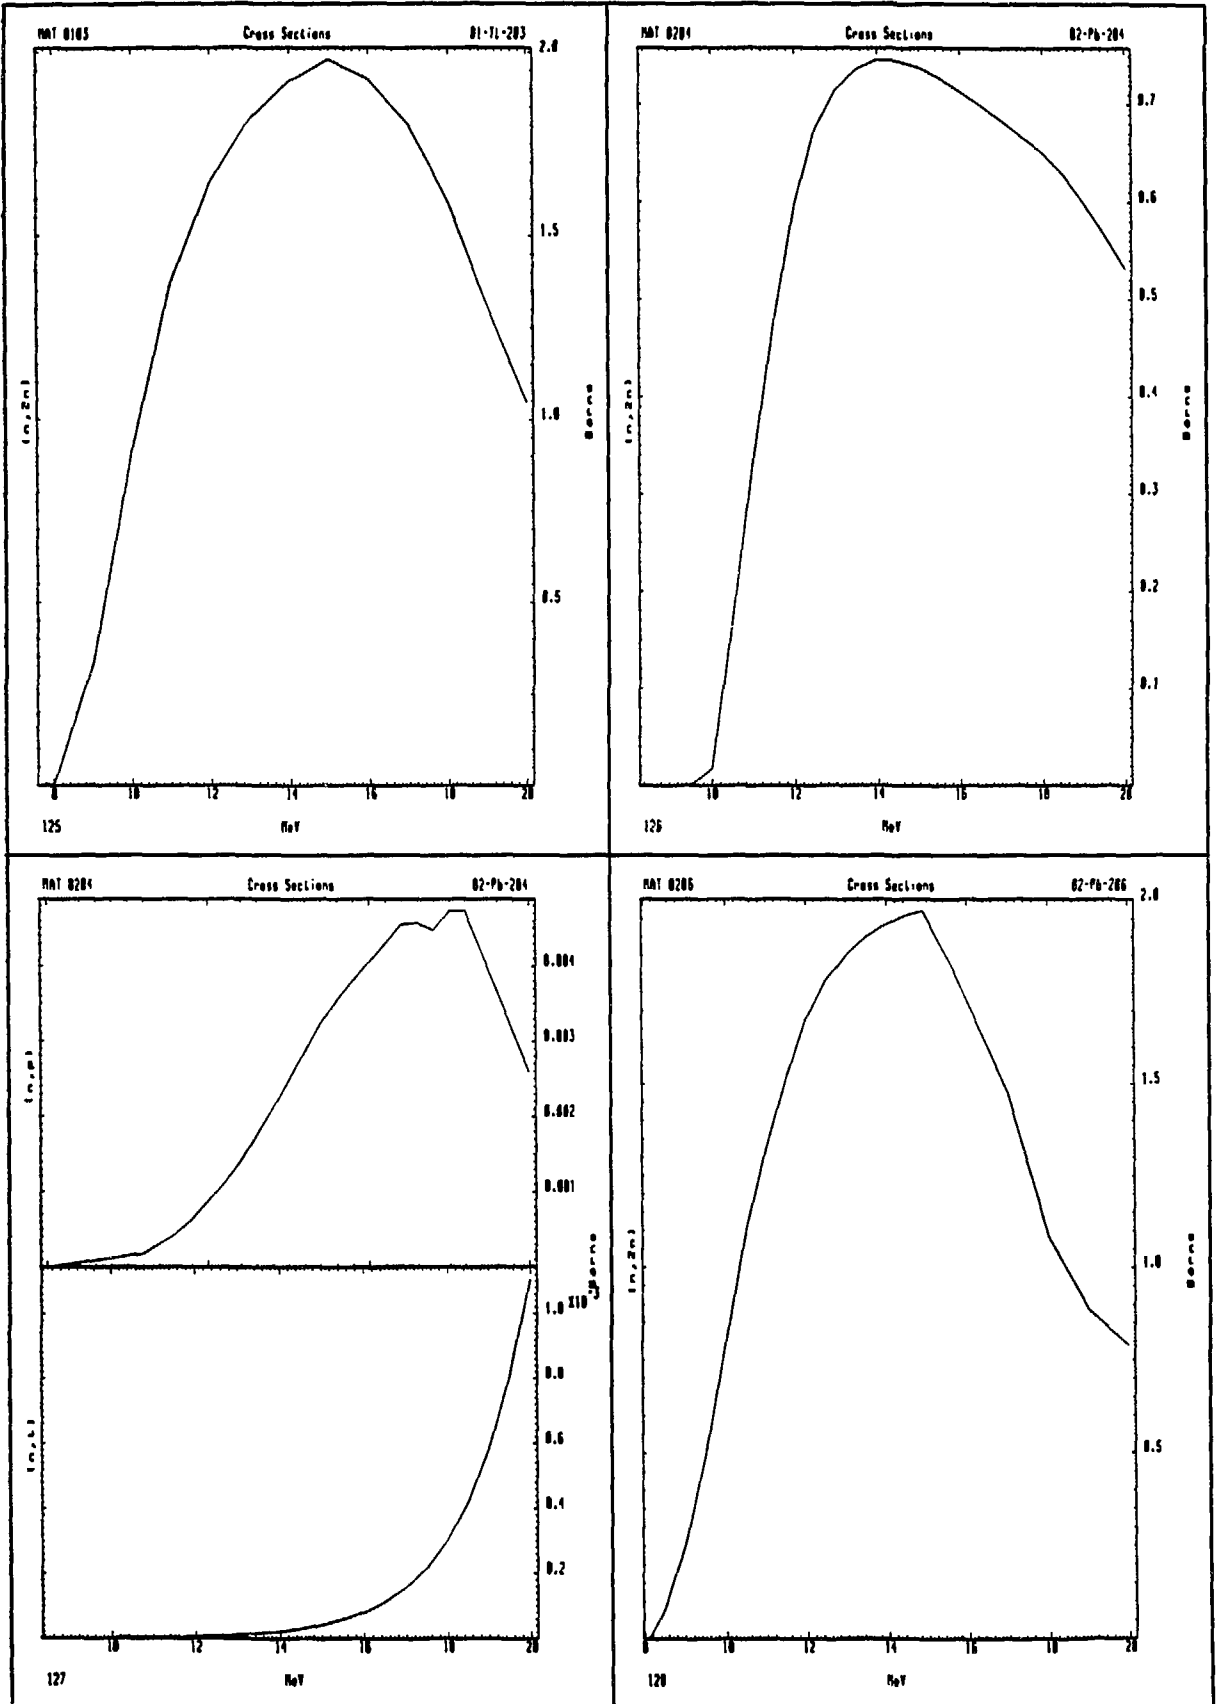 MAT 8103 Cross Sections 81-TL-203
2.0
1.5
1.0
0.5
(n,2n)
Barns
8 10 12 14 16 18 20
125 MeV
MAT 8204 Cross Sections 82-Pb-204
0.7
0.6
0.5
0.4
0.3
0.2
0.1
(n,2n)
Barns
10 12 14 16 18 20
126 MeV
MAT 8204 Cross Sections 82-Pb-204
0.004
0.003
0.002
0.001
(n,p)
Barns
1.0 X10-3
0.8
0.6
0.4
0.2
10 12 14 16 18 20
127 MeV
MAT 8206 Cross Sections 82-Pb-206
2.0
1.5
1.0
0.5
(n,2n)
Barns
8 10 12 14 16 18 20
128 MeV